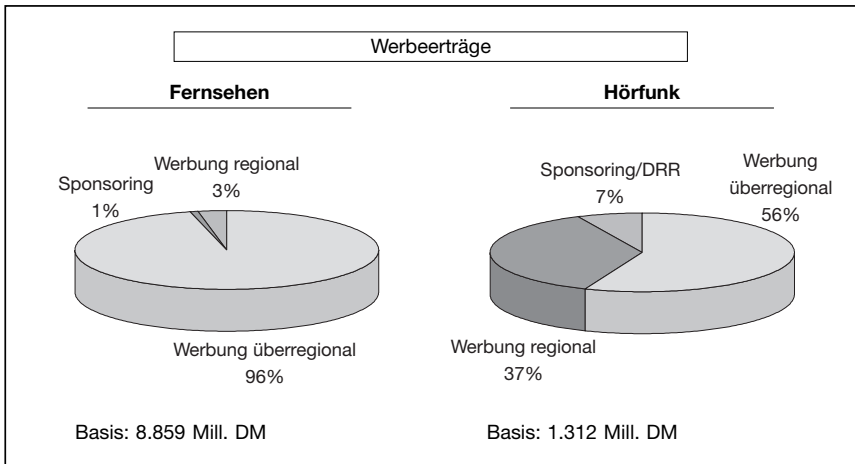 Werbeerträge
Fernsehen
Werbung regional
3%
Sponsoring
1%
Werbung überregional
96%
Basis: 8.859 Mill. DM
Hörfunk
Sponsoring/DRR
7%
Werbung
überregional
56%
Werbung regional
37%
Basis: 1.312 Mill. DM